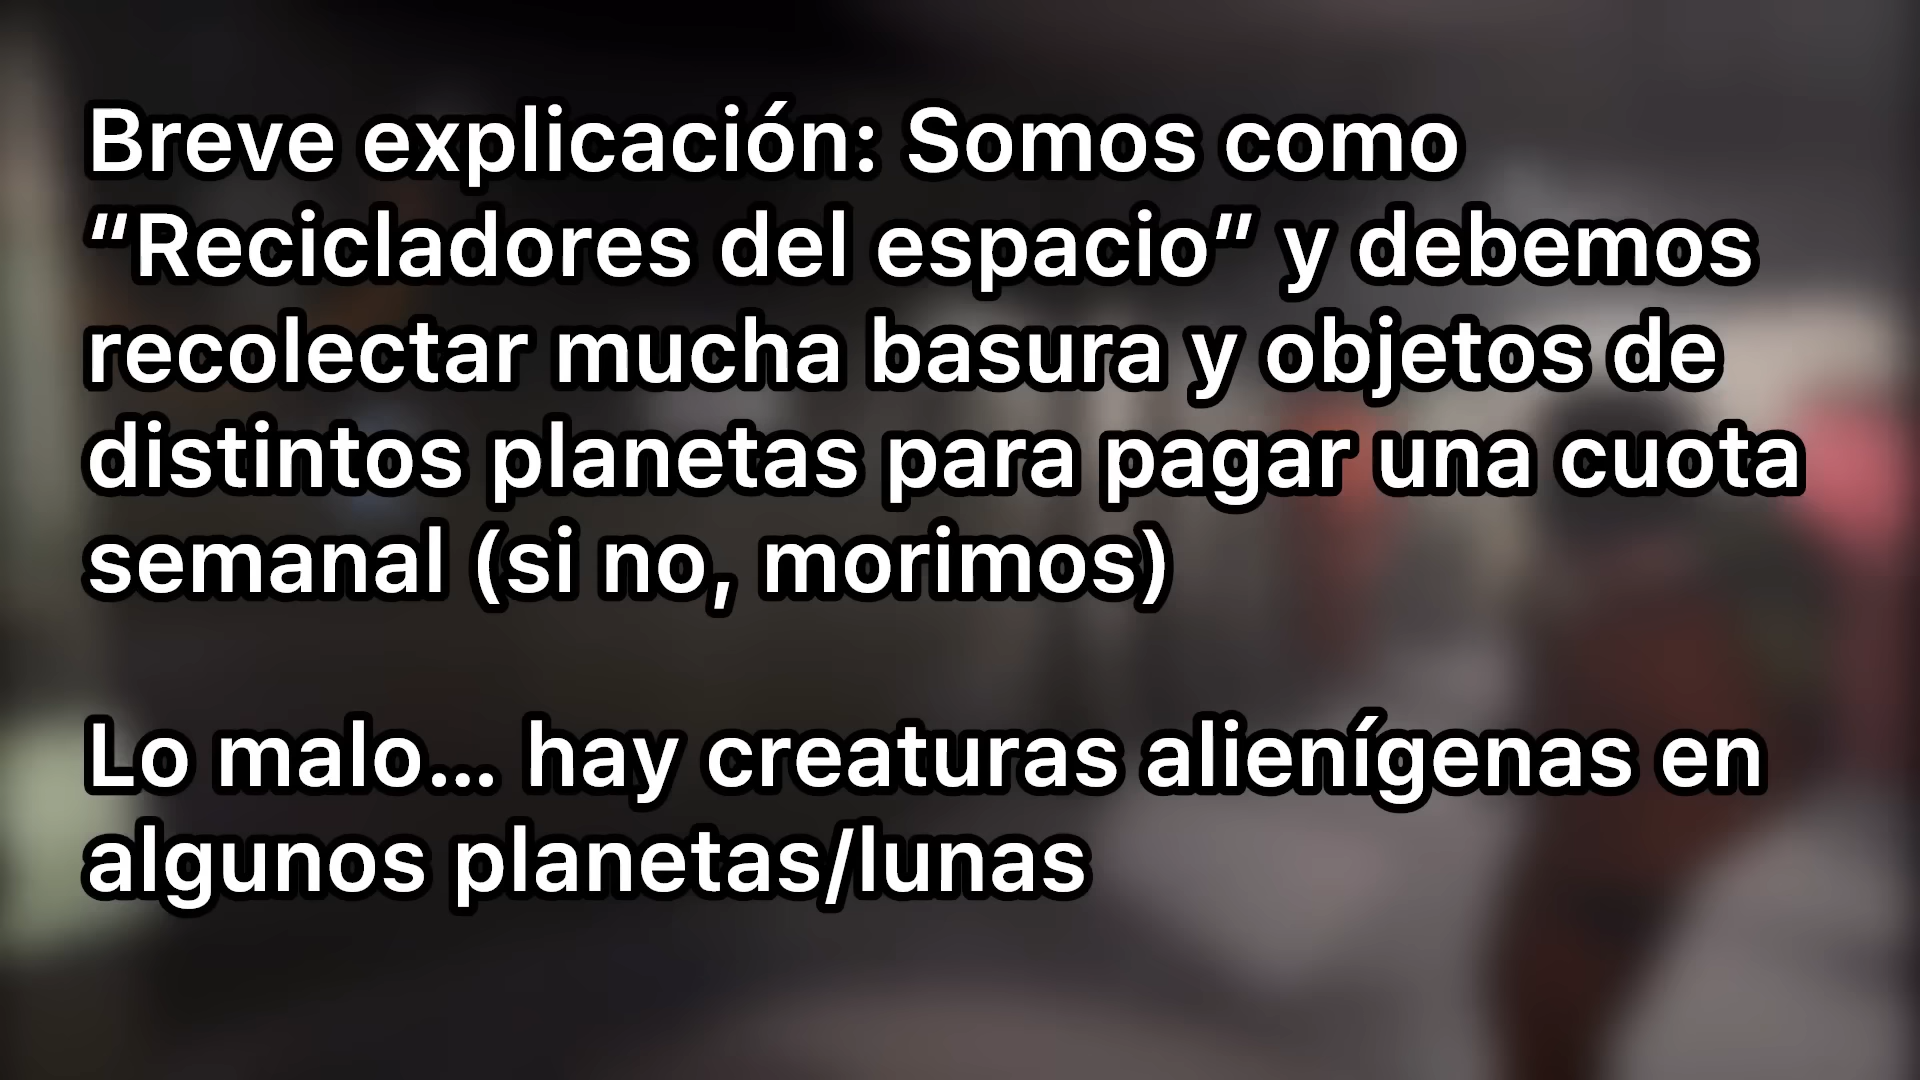 Breve explicación: Somos como
“Recicladores del espacio” y debemos
recolectar mucha basura y objetos de
distintos planetas para pagar una cuota
semanal (si no, morimos)
Lo malo... hay creaturas alienígenas en
algunos planetas/lunas